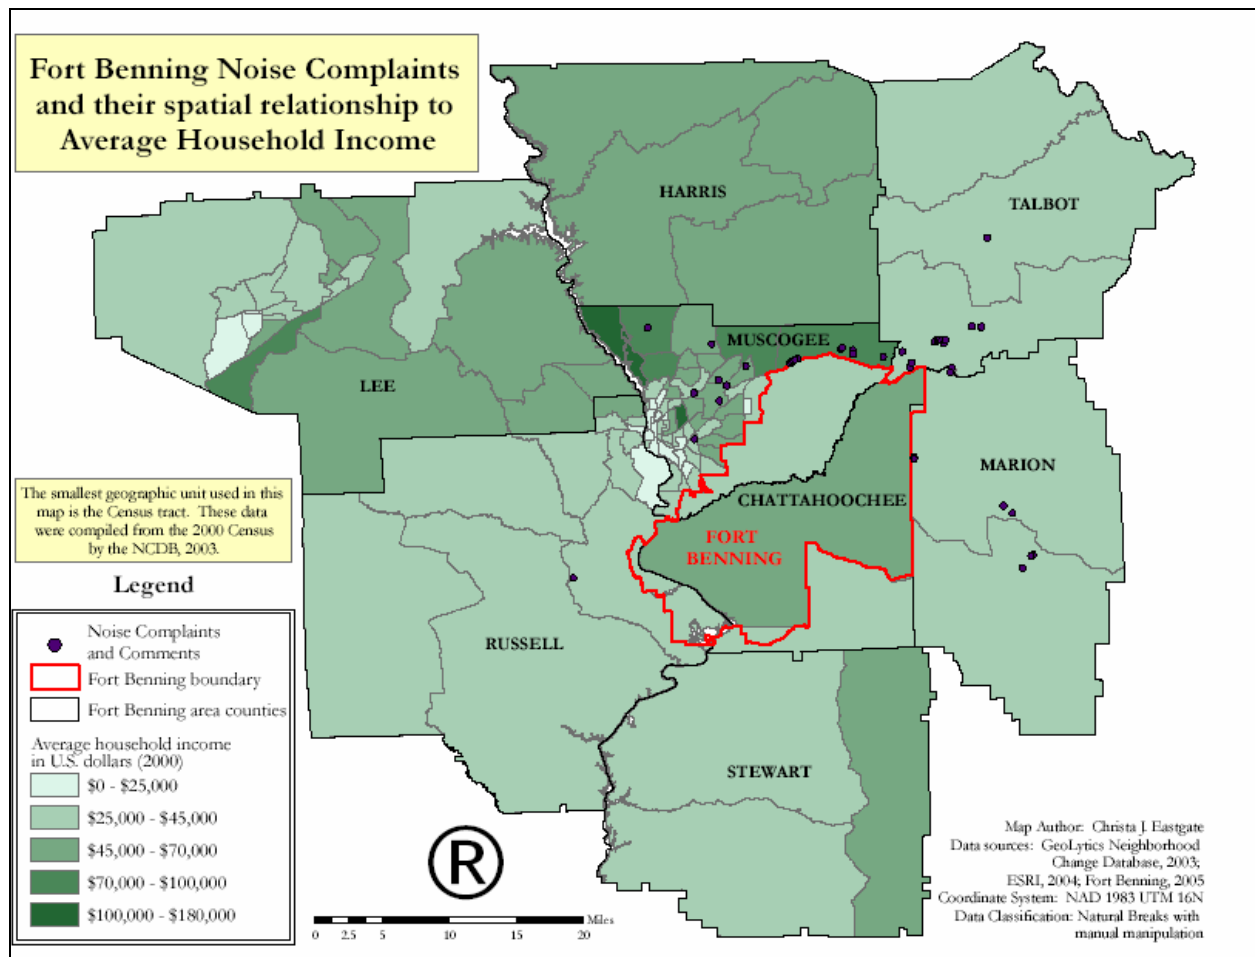 Fort Benning Noise Complaints
and their spatial relationship to
Average Household Income
HARRIS
TALBOT
MUSCOGEE
LEE
MARION
CHATTAHOOCHEE
FORT
BENNING
RUSSELL
STEWART
The smallest geographic unit used in this
map is the Census tract. These data
were compiled from the 2000 Census
by the NCDB, 2003.
Legend
Noise Complaints
and Comments
Fort Benning boundary
Fort Benning area counties
Average household income
in U.S. dollars (2000)
$0 - $25,000
$25,000 - $45,000
$45,000 - $70,000
$70,000 - $100,000
$100,000 - $180,000
®
Miles
0 2.5 5 10 15 20
Map Author: Christa J. Eastgate
Data sources: GeoLytics Neighborhood
Change Database, 2003;
ESRI, 2004; Fort Benning, 2005
Coordinate System: NAD 1983 UTM 16N
Data Classification: Natural Breaks with
manual manipulation